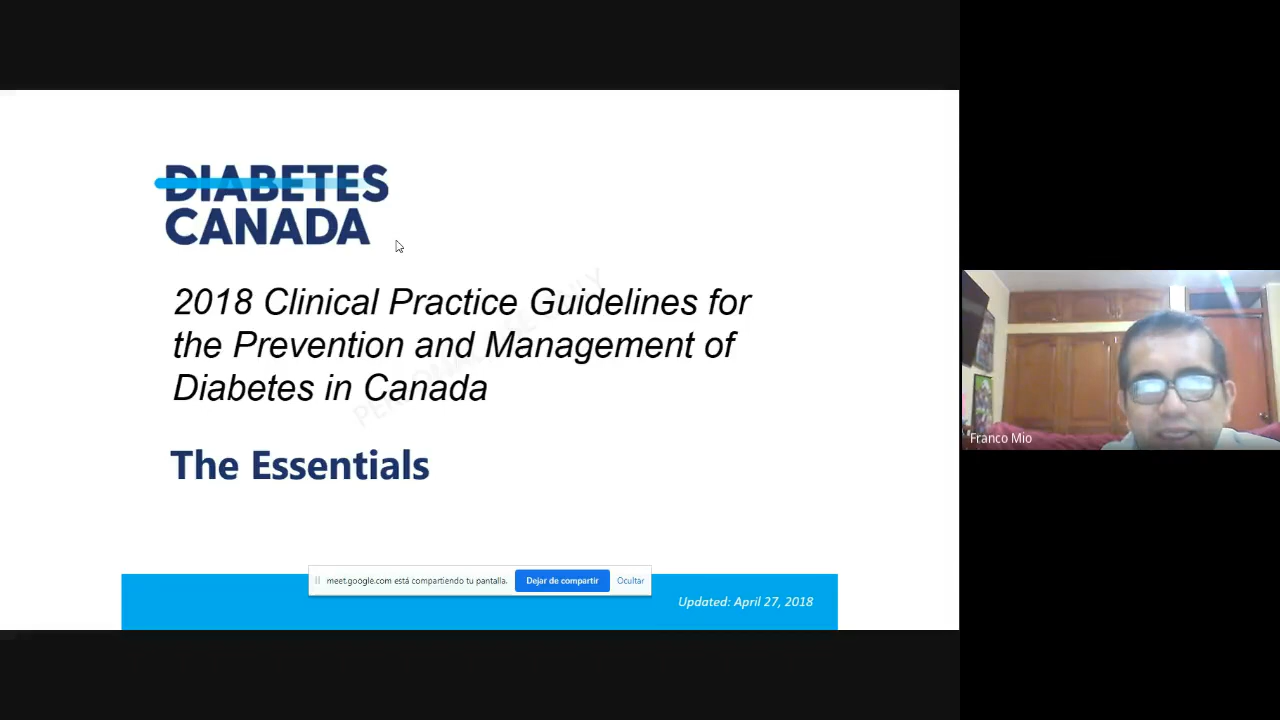 DIABETES
CANADA
2018 Clinical Practice Guidelines for
the Prevention and Management of
Diabetes in Canada
The Essentials
meet.google.com está compartiendo tu pantalla.
Dejar de compartir
Ocultar
Updated: April 27, 2018
Franco Mio